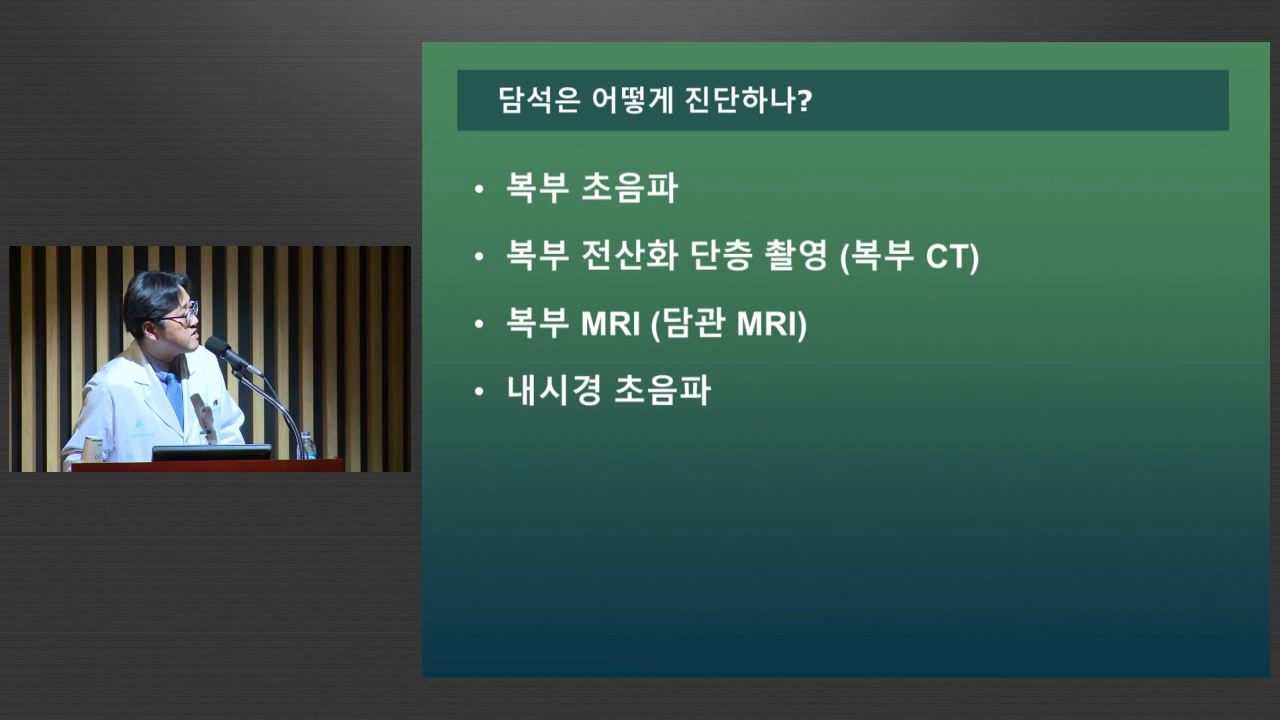 담석은 어떻게 진단하나?
• 복부 초음파
• 복부 전산화 단층 촬영 (복부 CT)
• 복부 MRI (담관 MRI)
• 내시경 초음파